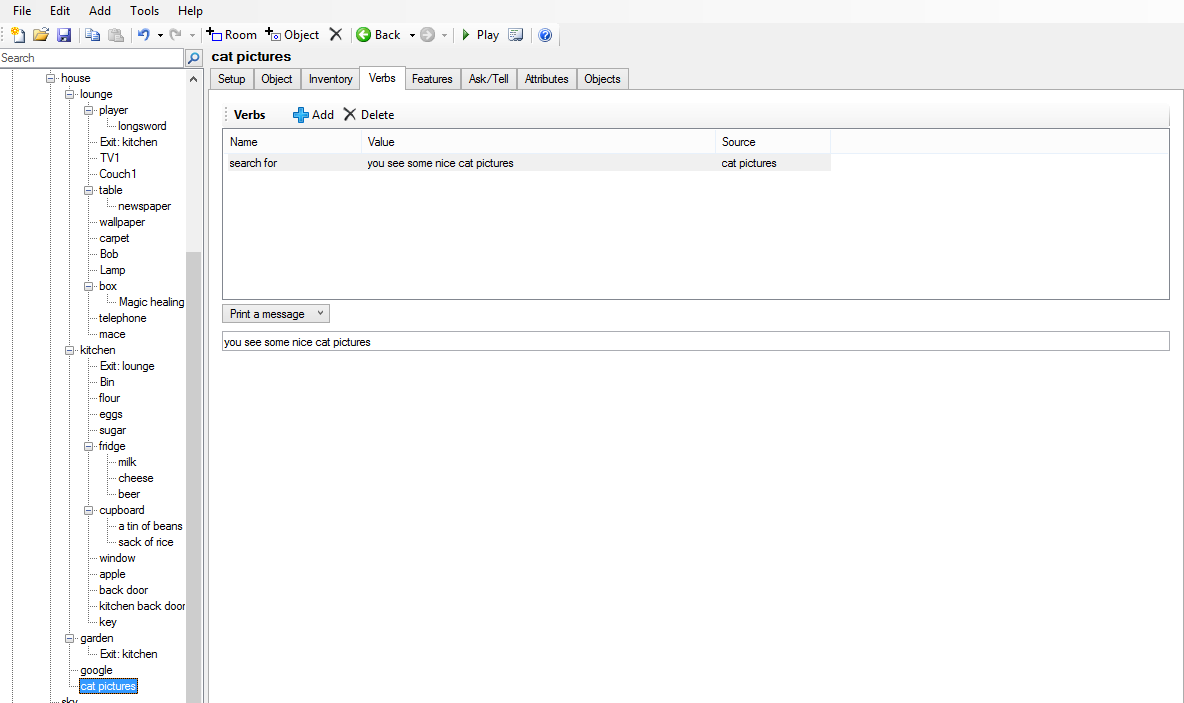 File Edit Add Tools Help
Room Object Back Play
Search
cat pictures
Setup Object Inventory Verbs Features Ask/Tell Attributes Objects
Verbs Add Delete
Name Value Source
search for you see some nice cat pictures cat pictures
Print a message
you see some nice cat pictures
house
lounge
player
longsword
Exit: kitchen
TV1
Couch1
table
newspaper
wallpaper
carpet
Bob
Lamp
box
Magic healing
telephone
mace
kitchen
Exit: lounge
Bin
flour
eggs
sugar
fridge
milk
cheese
beer
cupboard
a tin of beans
sack of rice
window
apple
back door
kitchen back door
key
garden
Exit: kitchen
google
cat pictures
sky